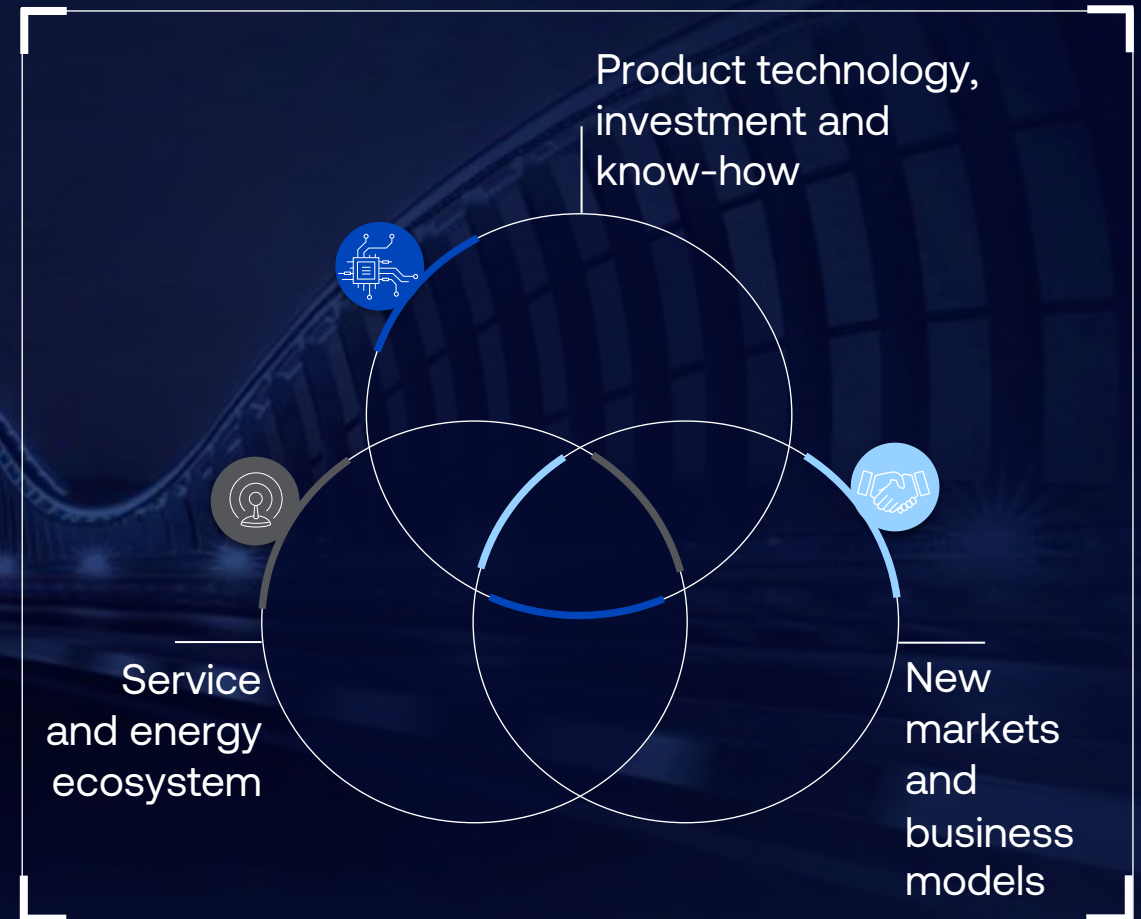 Product technology,
investment and
know-how
Service
and energy
ecosystem
New
markets
and
business
models